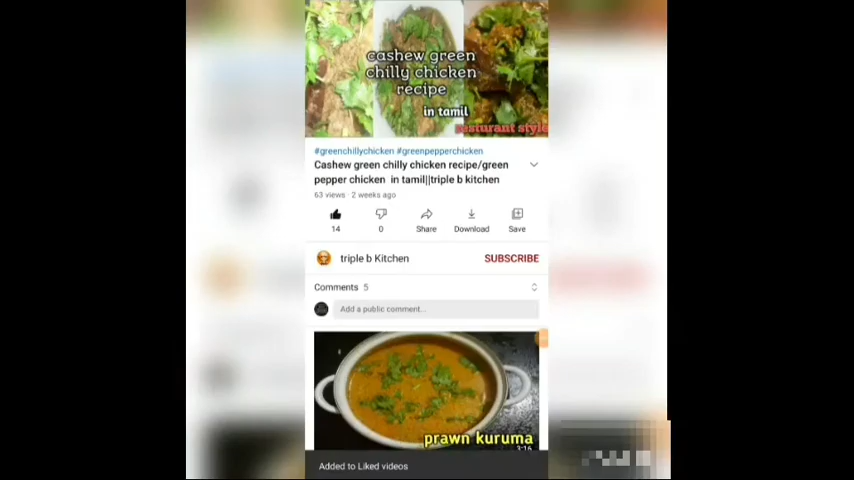 cashew green
chilly chicken
recipe
in tamil
resturant style
#greenchillychicken #greenpepperchicken
Cashew green chilly chicken recipe/green
pepper chicken in tamil||triple b kitchen
63 views · 2 weeks ago
14
0
Share
Download
Save
triple b Kitchen
SUBSCRIBE
Comments 5
Add a public comment...
prawn kuruma
3:16
Added to Liked videos